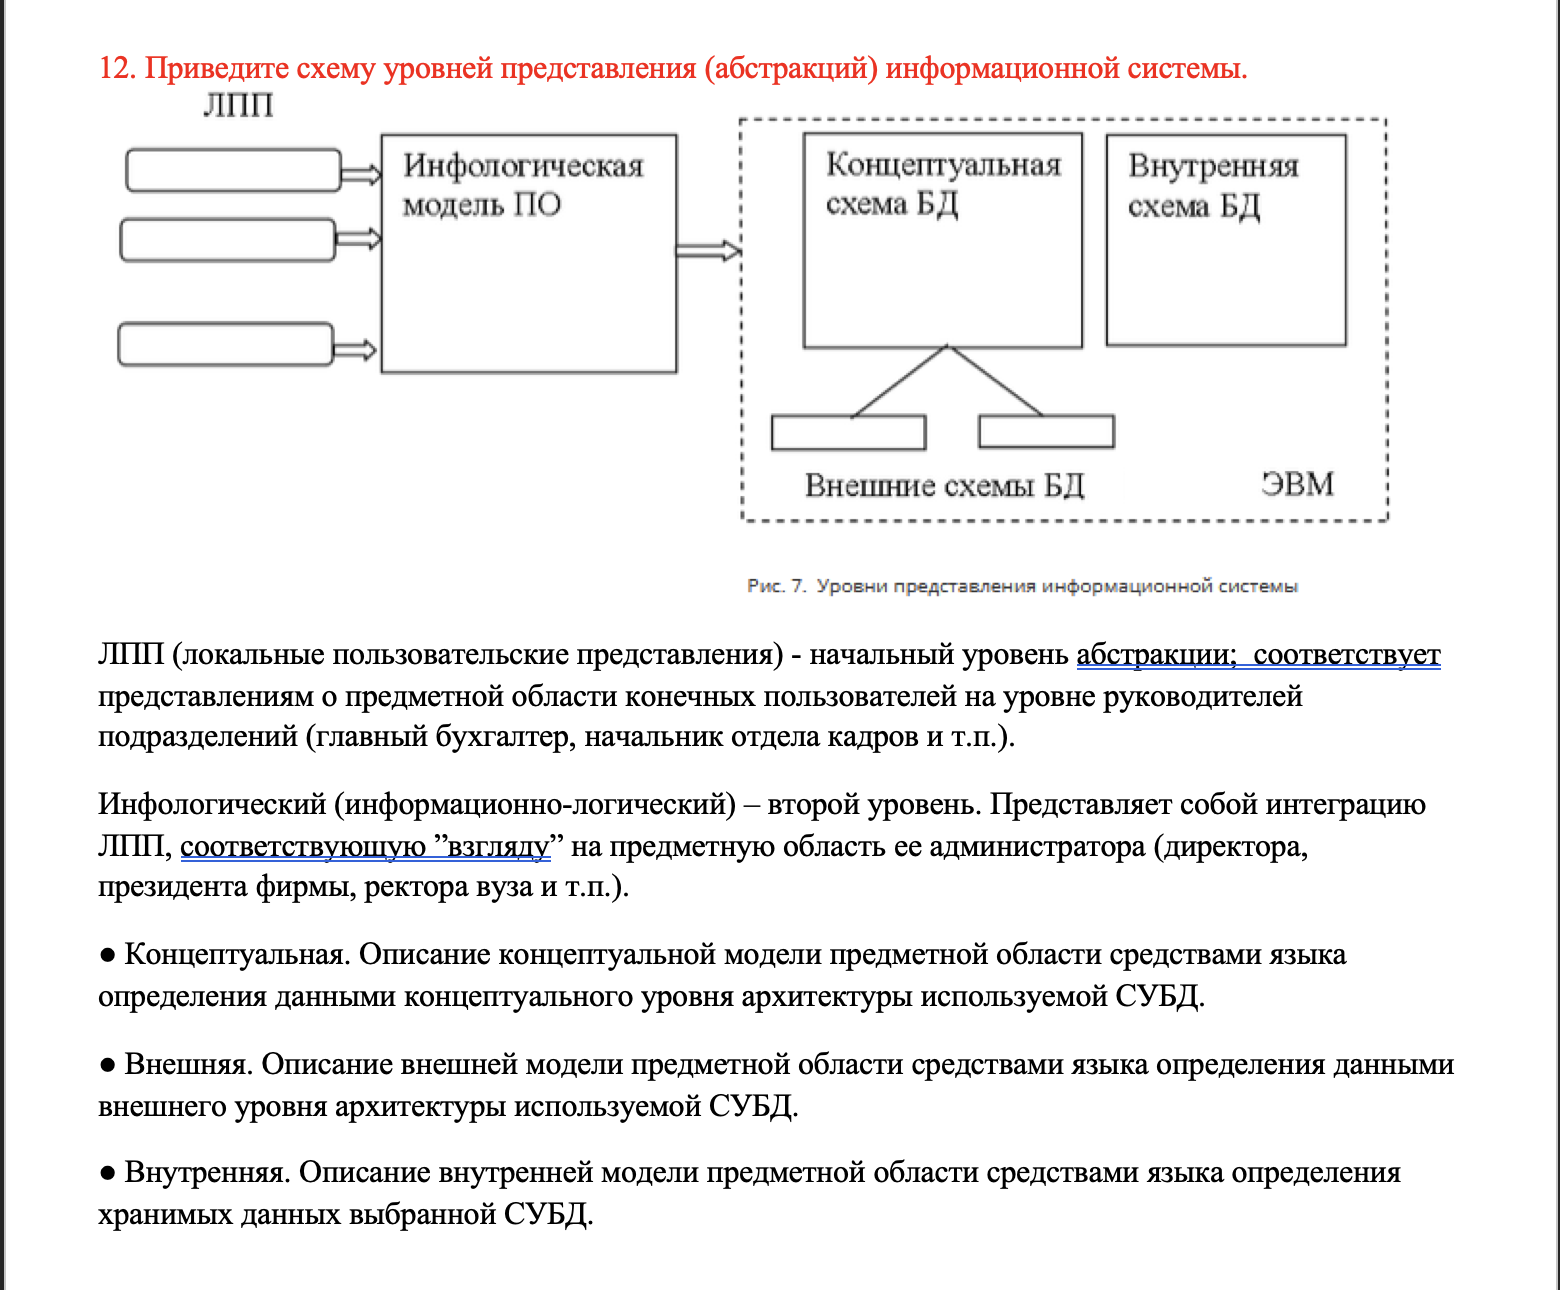 12. Приведите схему уровней представления (абстракций) информационной системы.
ЛПП
Инфологическая
модель ПО
Концептуальная
схема БД
Внутренняя
схема БД
Внешние схемы БД
ЭВМ
Рис. 7. Уровни представления информационной системы
ЛПП (локальные пользовательские представления) - начальный уровень абстракции; соответствует
представлениям о предметной области конечных пользователей на уровне руководителей
подразделений (главный бухгалтер, начальник отдела кадров и т.п.).
Инфологический (информационно-логический) – второй уровень. Представляет собой интеграцию
ЛПП, соответствующую ”взгляду” на предметную область ее администратора (директора,
президента фирмы, ректора вуза и т.п.).
● Концептуальная. Описание концептуальной модели предметной области средствами языка
определения данными концептуального уровня архитектуры используемой СУБД.
● Внешняя. Описание внешней модели предметной области средствами языка определения данными
внешнего уровня архитектуры используемой СУБД.
● Внутренняя. Описание внутренней модели предметной области средствами языка определения
хранимых данных выбранной СУБД.